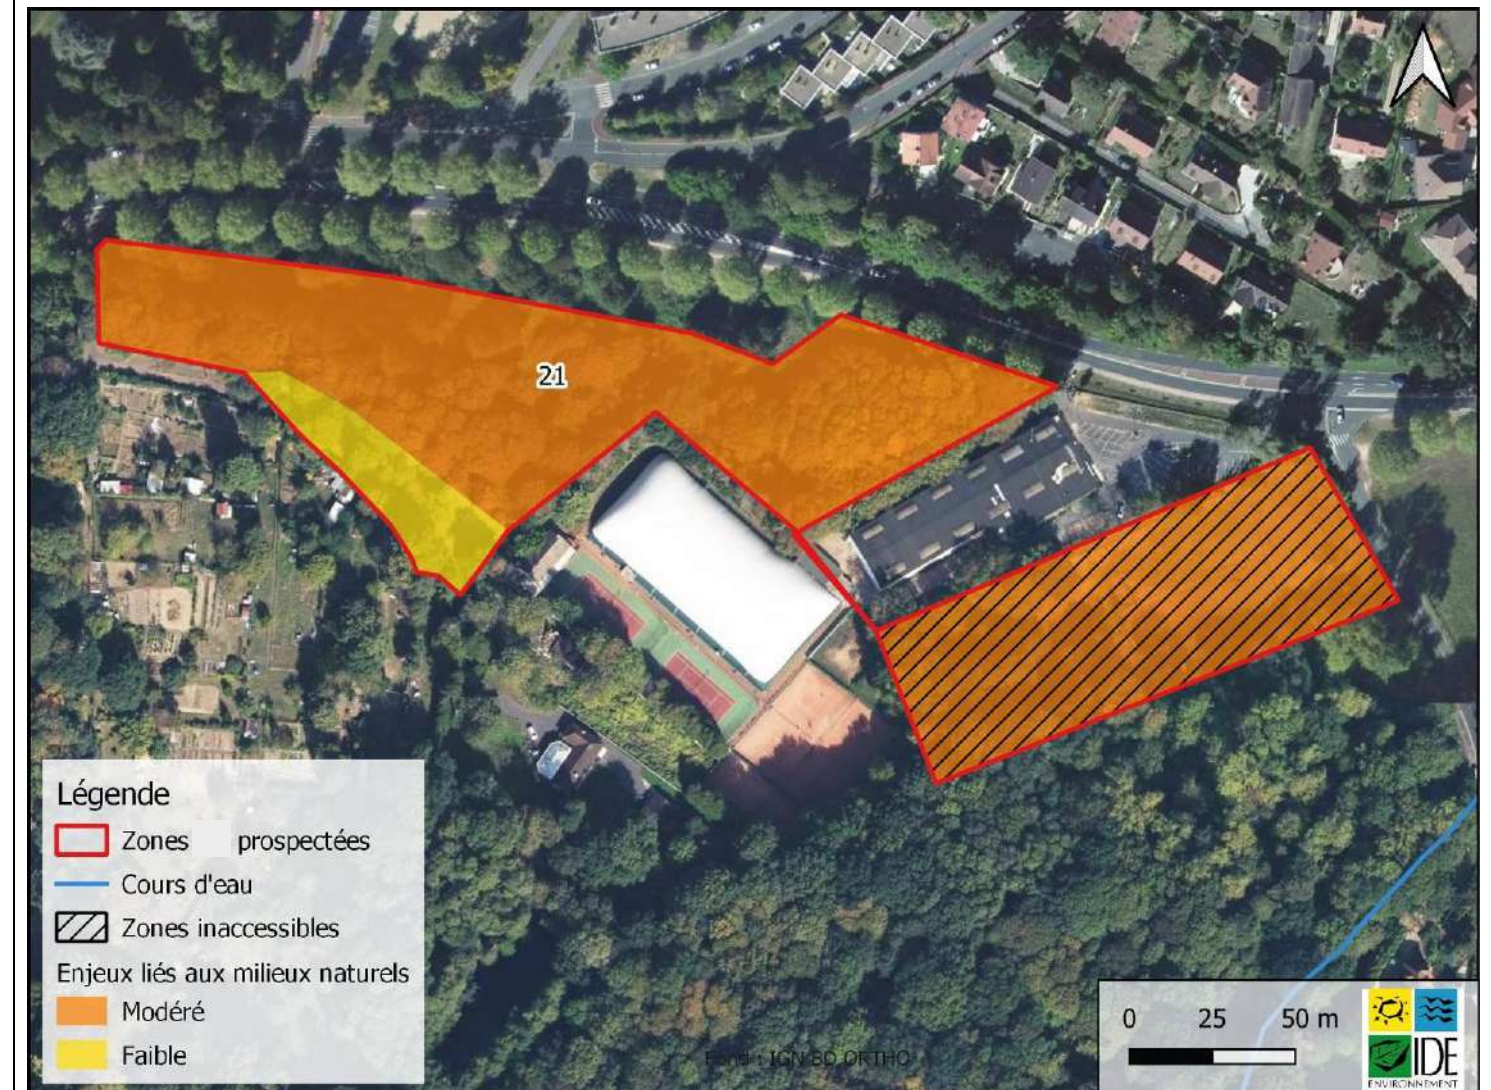 21
Légende
Zones prospectées
Cours d'eau
Zones inaccessibles
Enjeux liés aux milieux naturels
Modéré
Faible
Fond : IGN BD ORTHO
0 25 50 m
IDE
ENVIRONNEMENT